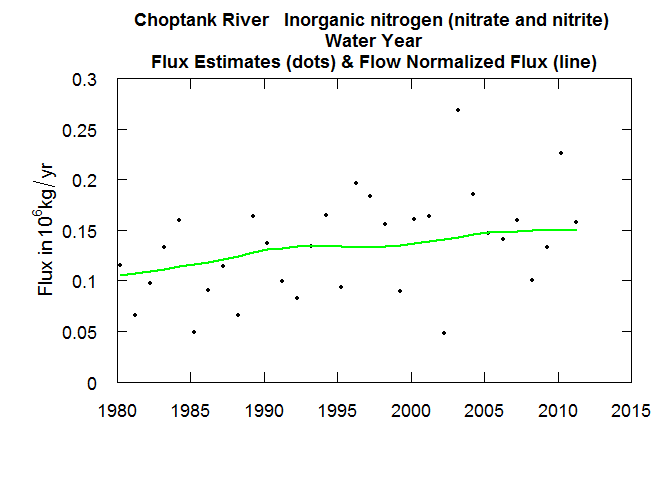 Choptank River   Inorganic nitrogen (nitrate and nitrite)
Water Year
Flux Estimates (dots) & Flow Normalized Flux (line)
Flux in 10⁶kg/yr
0.3
0.25
0.2
0.15
0.1
0.05
0
1980 1985 1990 1995 2000 2005 2010 2015